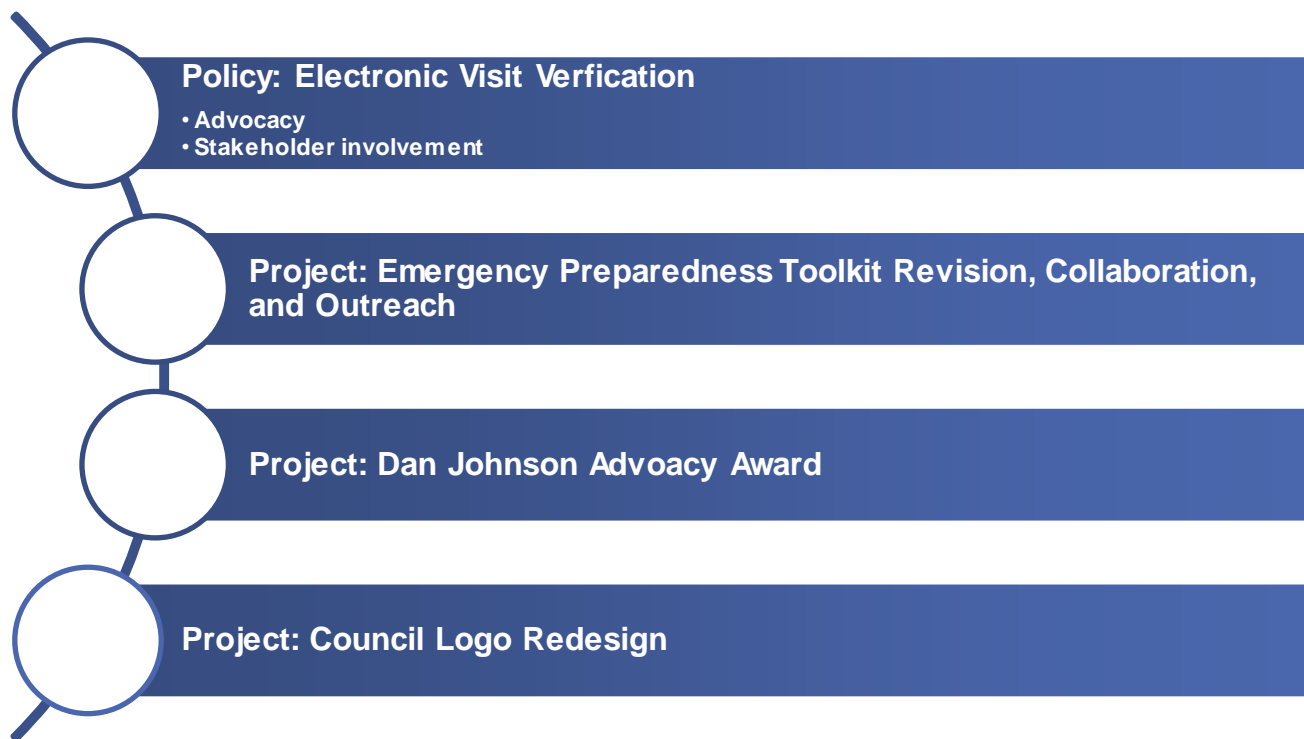 Policy: Electronic Visit Verfication
• Advocacy
• Stakeholder involvement
Project: Emergency Preparedness Toolkit Revision, Collaboration,
and Outreach
Project: Dan Johnson Advoacy Award
Project: Council Logo Redesign